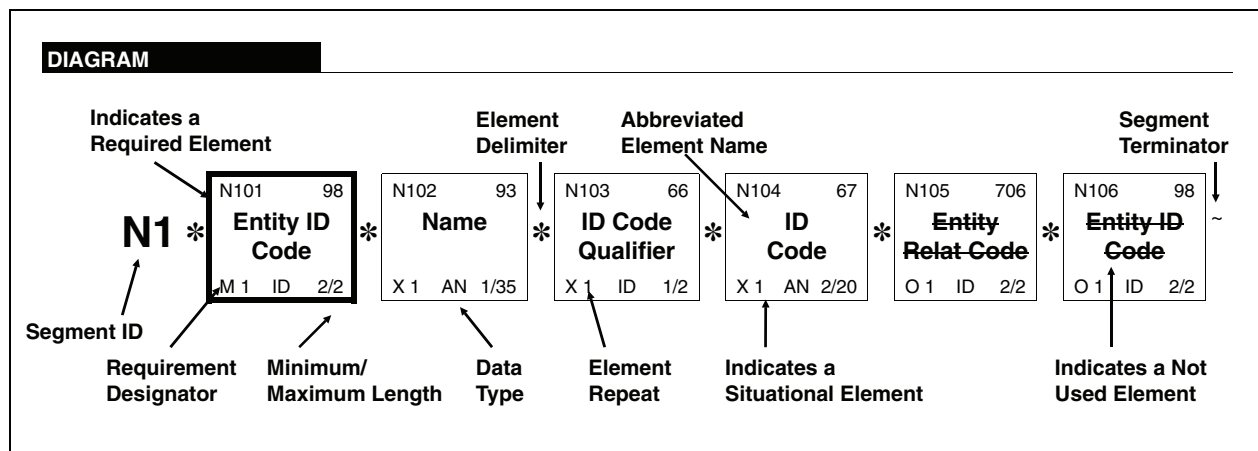 DIAGRAM
Indicates a
Required Element
Element
Delimiter
Abbreviated
Element Name
Segment
Terminator
N1 *
N101 98
Entity ID
Code
M 1 ID 2/2
*
N102 93
Name
X 1 AN 1/35
*
N103 66
ID Code
Qualifier
X 1 ID 1/2
*
N104 67
ID
Code
X 1 AN 2/20
*
N105 706
Entity
Relat Code
O 1 ID 2/2
*
N106 98
Entity ID
Code
O 1 ID 2/2
~
Segment ID
Requirement
Designator
Minimum/
Maximum Length
Data
Type
Element
Repeat
Indicates a
Situational Element
Indicates a Not
Used Element